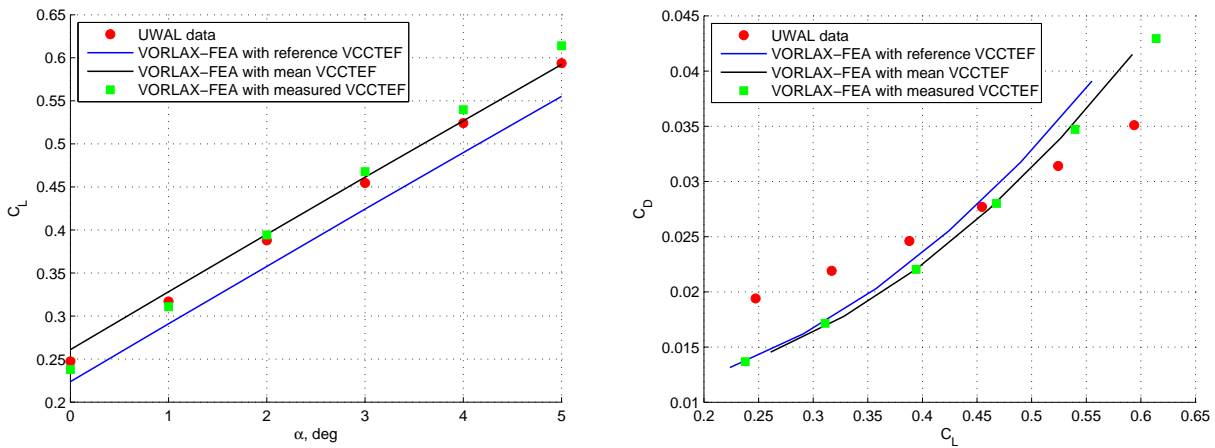 UWAL data
VORLAX−FEA with reference VCCTEF
VORLAX−FEA with mean VCCTEF
VORLAX−FEA with measured VCCTEF
0.65
0.6
0.55
0.5
0.45
0.4
0.35
0.3
0.25
0.2
C_L
0 1 2 3 4 5
α, deg
UWAL data
VORLAX−FEA with reference VCCTEF
VORLAX−FEA with mean VCCTEF
VORLAX−FEA with measured VCCTEF
0.045
0.04
0.035
0.03
0.025
0.02
0.015
0.01
C_D
0.2 0.25 0.3 0.35 0.4 0.45 0.5 0.55 0.6 0.65
C_L